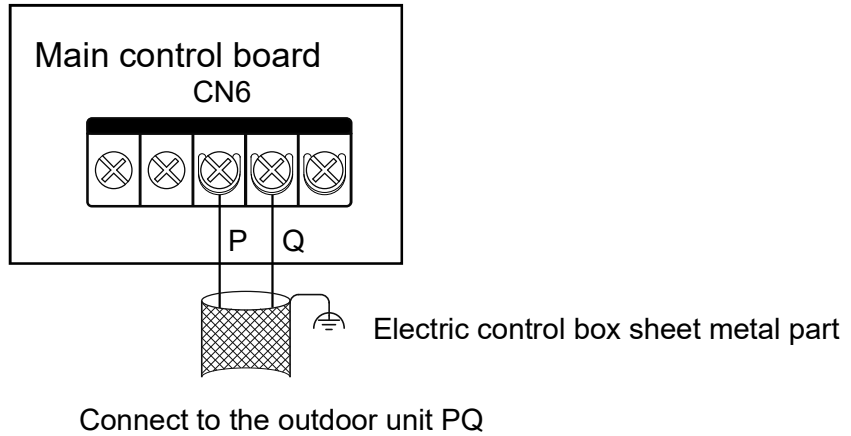 Main control board
CN6
P Q
Electric control box sheet metal part
Connect to the outdoor unit PQ